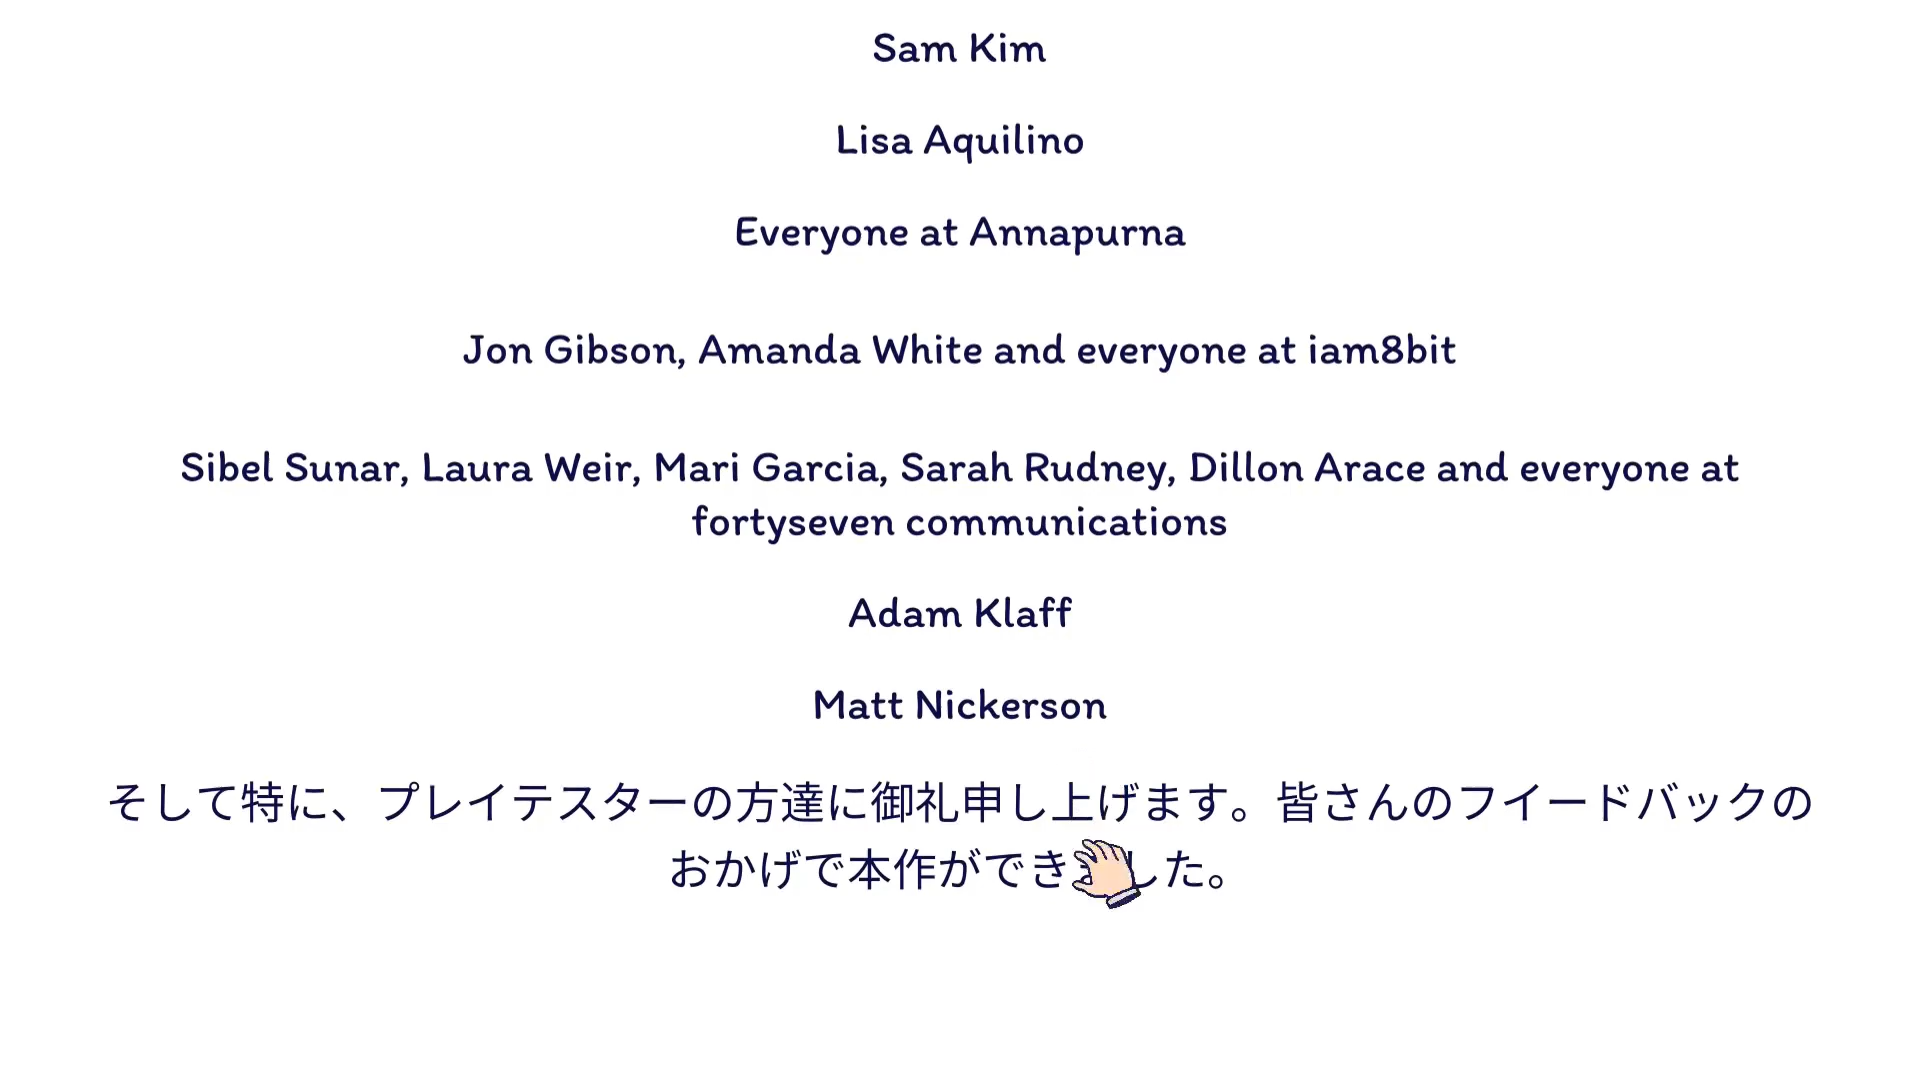 Sam Kim
Lisa Aquilino
Everyone at Annapurna
Jon Gibson, Amanda White and everyone at iam8bit
Sibel Sunar, Laura Weir, Mari Garcia, Sarah Rudney, Dillon Arace and everyone at
fortyseven communications
Adam Klaff
Matt Nickerson
そして特に、プレイテスターの方達に御礼申し上げます。皆さんのフイードバックの
おかげで本作ができました。